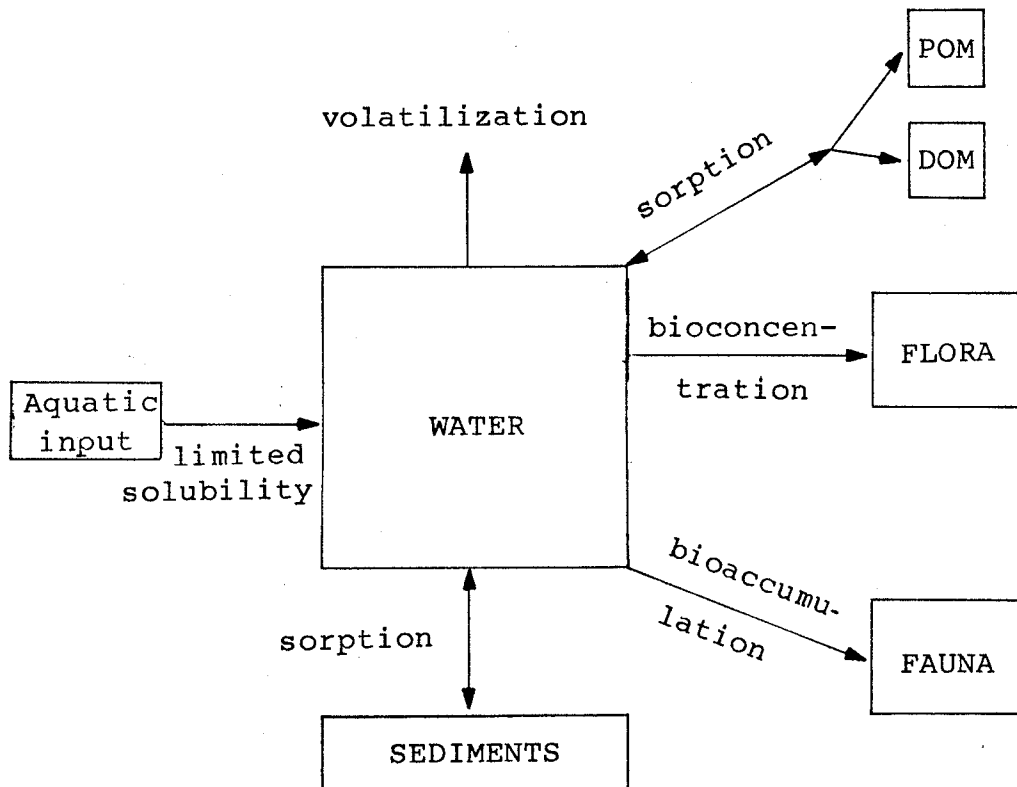 POM
volatilization
DOM
sorption
bioconcen-
tration
FLORA
Aquatic
input
limited
solubility
WATER
bioaccumu-
lation
sorption
FAUNA
SEDIMENTS